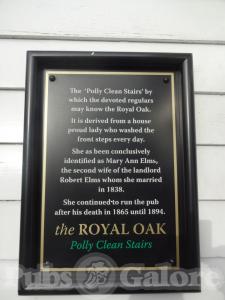 The 'Polly Clean Stairs' by
which the devoted regulars
may know the Royal Oak.
It is derived from a house
proud lady who washed the
front steps every day.
She as been conclusively
identified as Mary Ann Elms,
the second wife of the landlord
Robert Elms whom she married
in 1838.
She continued to run the pub
after his death in 1865 until 1894.
the ROYAL OAK
Polly Clean Stairs
Pubs Galore